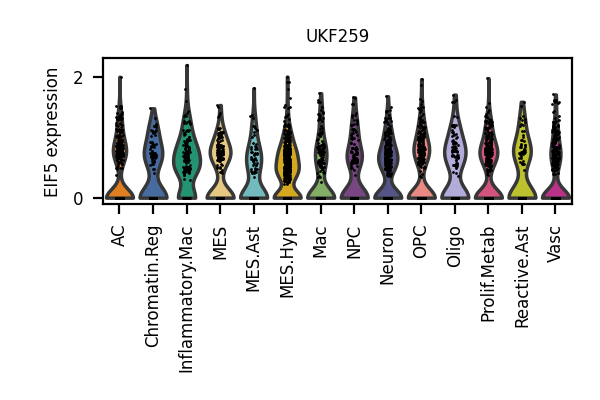 UKF259
EIF5 expression
2
0
AC
Chromatin.Reg
Inflammatory.Mac
MES
MES.Ast
MES.Hyp
Mac
NPC
Neuron
OPC
Oligo
Prolif.Metab
Reactive.Ast
Vasc